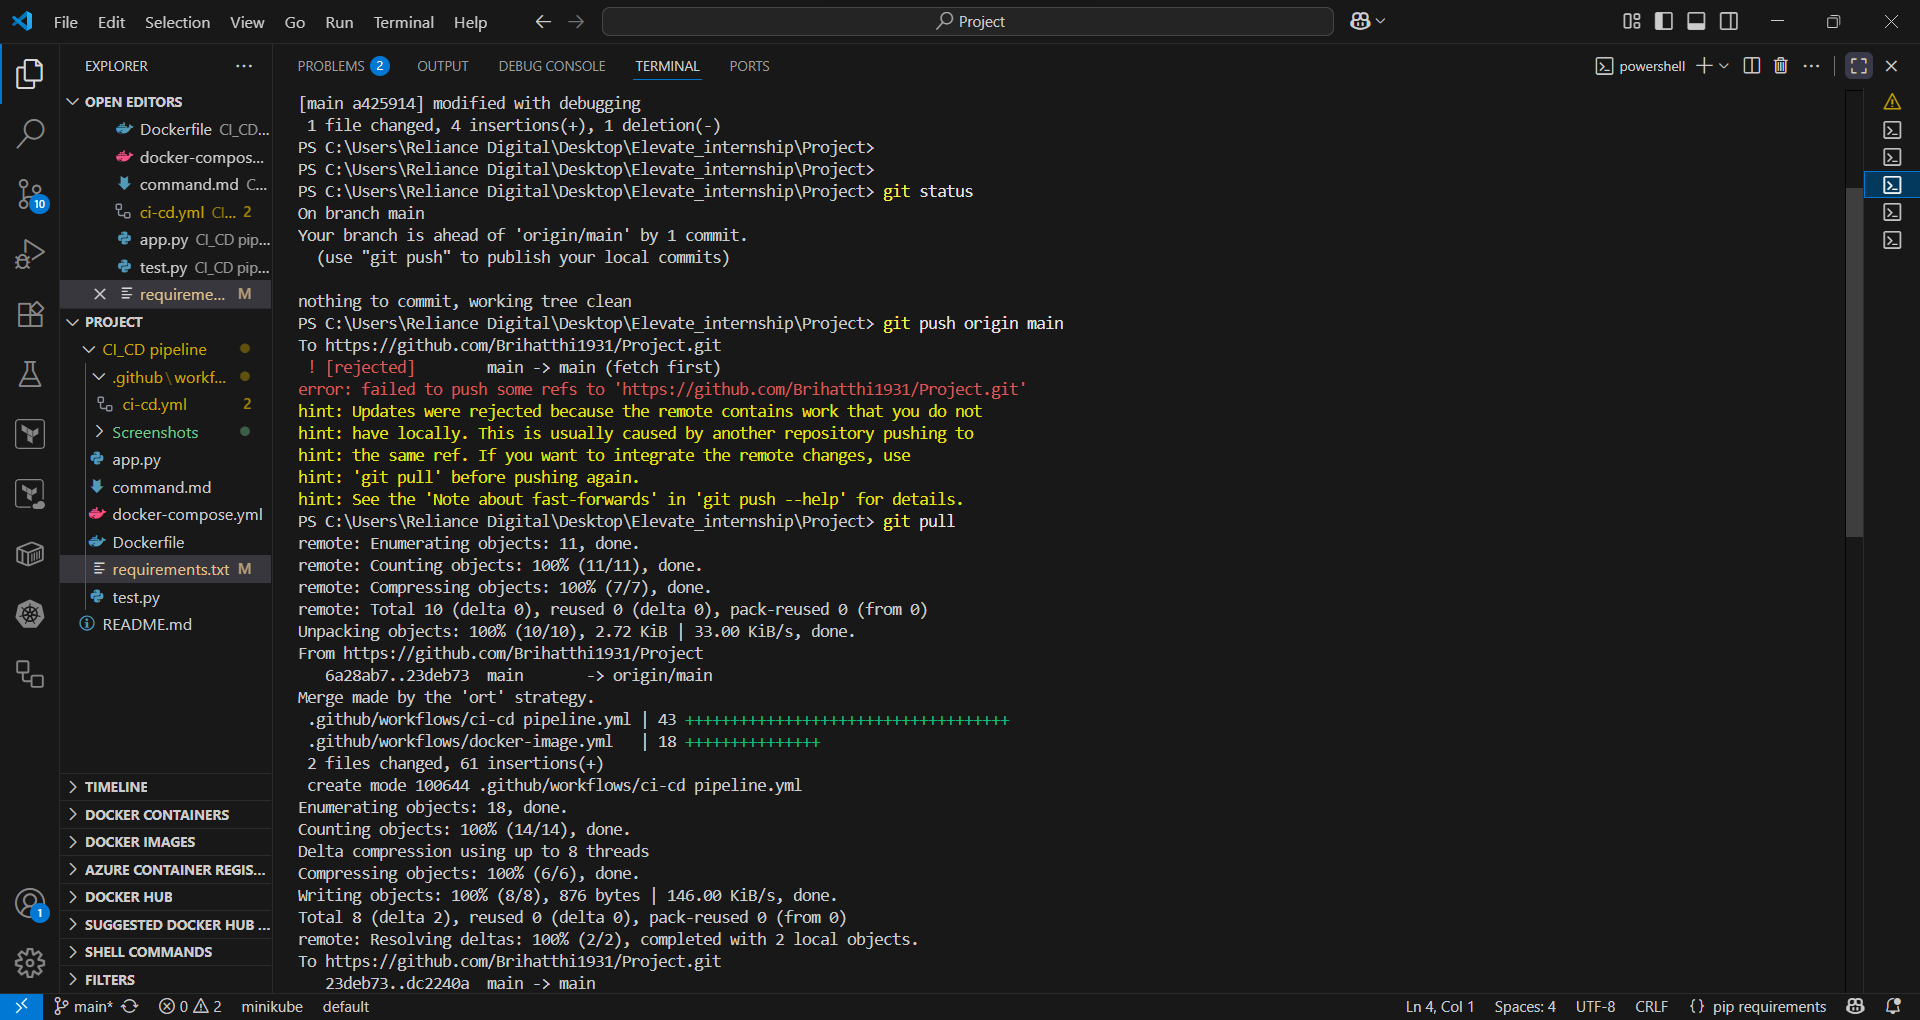 File Edit Selection View Go Run Terminal Help
Project
EXPLORER
OPEN EDITORS
Dockerfile CI_CD...
docker-compos...
command.md C...
ci-cd.yml CI... 2
app.py CI_CD pip...
test.py CI_CD pip...
requireme... M
PROJECT
CI_CD pipeline
.github\workf...
ci-cd.yml 2
Screenshots
app.py
command.md
docker-compose.yml
Dockerfile
requirements.txt M
test.py
README.md
TIMELINE
DOCKER CONTAINERS
DOCKER IMAGES
AZURE CONTAINER REGIS...
DOCKER HUB
SUGGESTED DOCKER HUB ...
SHELL COMMANDS
FILTERS
10
1
PROBLEMS 2 OUTPUT DEBUG CONSOLE TERMINAL PORTS
powershell
[main a425914] modified with debugging
1 file changed, 4 insertions(+), 1 deletion(-)
PS C:\Users\Reliance Digital\Desktop\Elevate_internship\Project>
PS C:\Users\Reliance Digital\Desktop\Elevate_internship\Project>
PS C:\Users\Reliance Digital\Desktop\Elevate_internship\Project> git status
On branch main
Your branch is ahead of 'origin/main' by 1 commit.
(use "git push" to publish your local commits)
nothing to commit, working tree clean
PS C:\Users\Reliance Digital\Desktop\Elevate_internship\Project> git push origin main
To https://github.com/Brihatthi1931/Project.git
! [rejected]        main -> main (fetch first)
error: failed to push some refs to 'https://github.com/Brihatthi1931/Project.git'
hint: Updates were rejected because the remote contains work that you do not
hint: have locally. This is usually caused by another repository pushing to
hint: the same ref. If you want to integrate the remote changes, use
hint: 'git pull' before pushing again.
hint: See the 'Note about fast-forwards' in 'git push --help' for details.
PS C:\Users\Reliance Digital\Desktop\Elevate_internship\Project> git pull
remote: Enumerating objects: 11, done.
remote: Counting objects: 100% (11/11), done.
remote: Compressing objects: 100% (7/7), done.
remote: Total 10 (delta 0), reused 0 (delta 0), pack-reused 0 (from 0)
Unpacking objects: 100% (10/10), 2.72 KiB | 33.00 KiB/s, done.
From https://github.com/Brihatthi1931/Project
6a28ab7..23deb73  main       -> origin/main
Merge made by the 'ort' strategy.
.github/workflows/ci-cd pipeline.yml | 43 ++++++++++++++++++++++++++++++++++++
.github/workflows/docker-image.yml   | 18 +++++++++++++++
2 files changed, 61 insertions(+)
create mode 100644 .github/workflows/ci-cd pipeline.yml
Enumerating objects: 18, done.
Counting objects: 100% (14/14), done.
Delta compression using up to 8 threads
Compressing objects: 100% (6/6), done.
Writing objects: 100% (8/8), 876 bytes | 146.00 KiB/s, done.
Total 8 (delta 2), reused 0 (delta 0), pack-reused 0 (from 0)
remote: Resolving deltas: 100% (2/2), completed with 2 local objects.
To https://github.com/Brihatthi1931/Project.git
23deb73..dc2240a  main -> main
main* 0 2 minikube default
Ln 4, Col 1 Spaces: 4 UTF-8 CRLF {} pip requirements